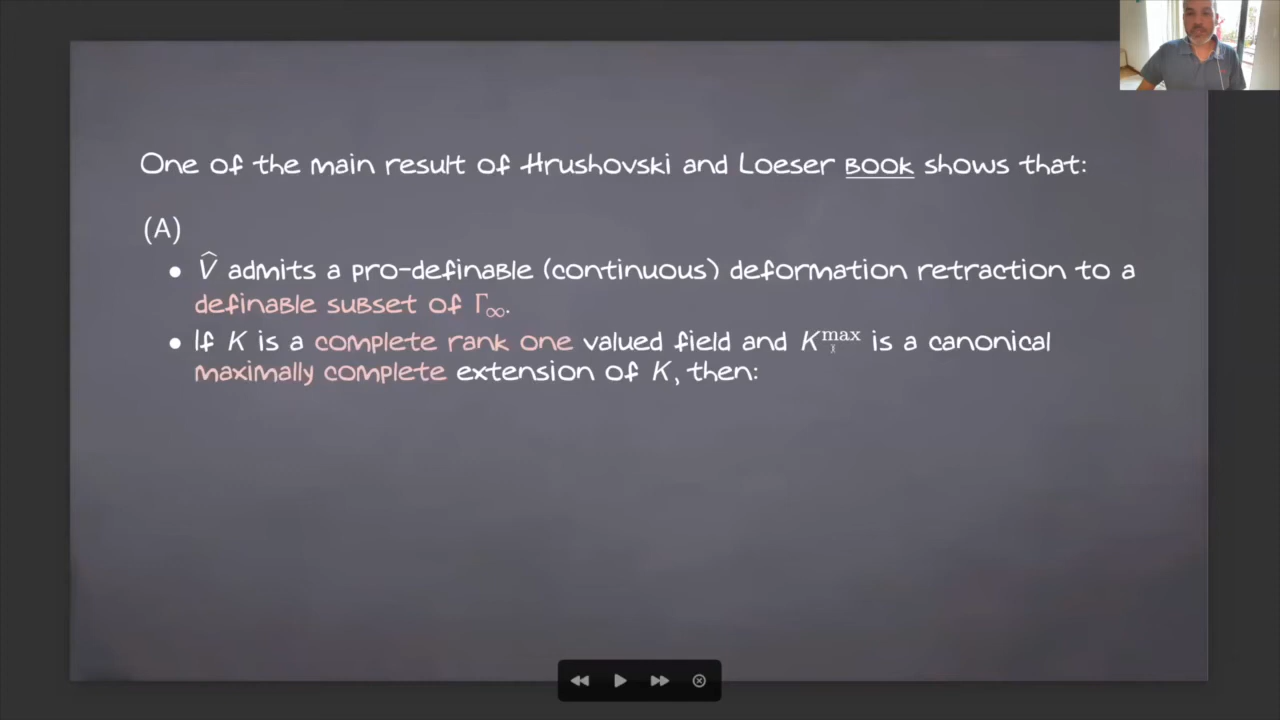 One of the main result of Hrushovski and Loeser BOOK shows that:
(A)
• V̂ admits a pro-definable (continuous) deformation retraction to a
definable subset of Γ∞.
• If K is a complete rank one valued field and K^max is a canonical
maximally complete extension of K, then: